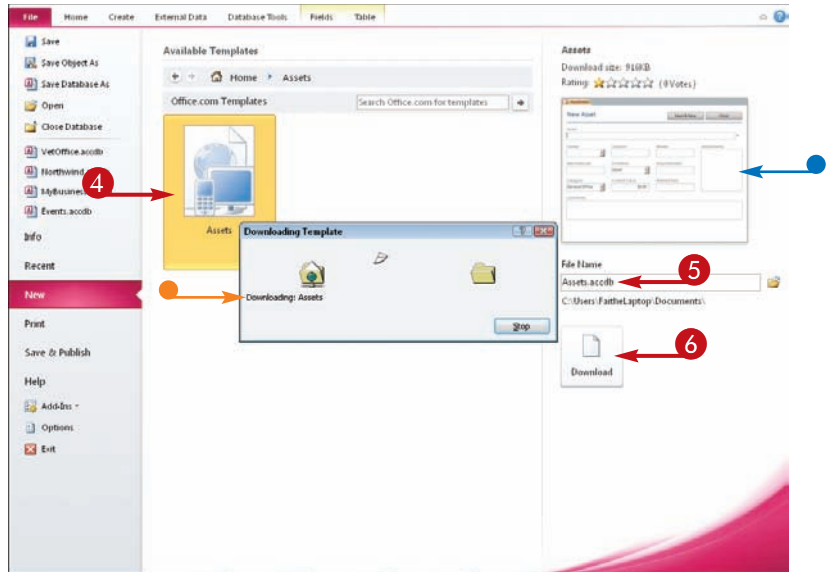 File Home Create External Data Database Tools Fields Table
Save
Save Object As
Save Database As
Open
Close Database
VetOffice.accdb
Northwind
MyBusines
Events.accdb
Info
Recent
New
Print
Save & Publish
Help
Add-Ins
Options
Exit
Available Templates
Home Assets
Office.com Templates
Search Office.com for templates
4
Assets
Downloading Template
Downloading: Assets
Stop
Assets
Download size: 916KB
Rating: (0 Votes)
New Asset
File Name
5
Assets.accdb
C:\Users\FaitheLaptop\Documents\
6
Download